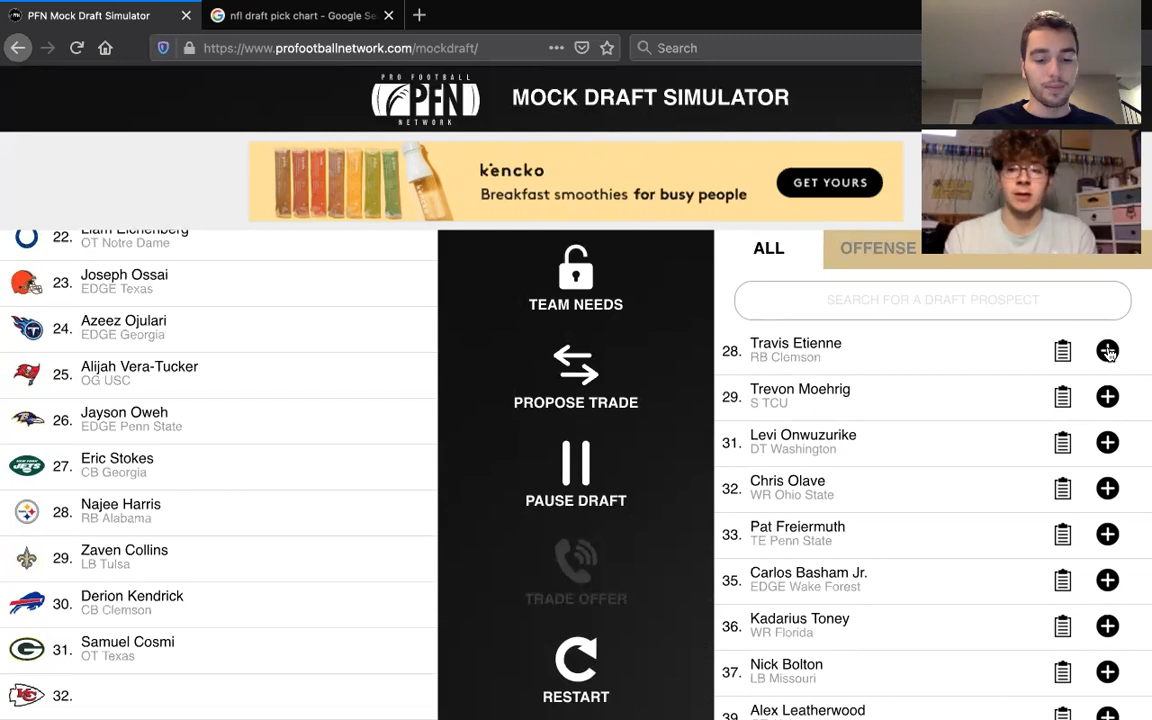 PFN Mock Draft Simulator
nfl draft pick chart - Google Se
https://www.profootballnetwork.com/mockdraft/
Search
PRO FOOTBALL
PFN
NETWORK
MOCK DRAFT SIMULATOR
kencko
Breakfast smoothies for busy people
GET YOURS
22. Liam Eichenberg
OT Notre Dame
23. Joseph Ossai
EDGE Texas
24. Azeez Ojulari
EDGE Georgia
25. Alijah Vera-Tucker
OG USC
26. Jayson Oweh
EDGE Penn State
27. Eric Stokes
CB Georgia
28. Najee Harris
RB Alabama
29. Zaven Collins
LB Tulsa
30. Derion Kendrick
CB Clemson
31. Samuel Cosmi
OT Texas
32.
TEAM NEEDS
PROPOSE TRADE
PAUSE DRAFT
TRADE OFFER
RESTART
ALL
OFFENSE
SEARCH FOR A DRAFT PROSPECT
28. Travis Etienne
RB Clemson
29. Trevon Moehrig
S TCU
31. Levi Onwuzurike
DT Washington
32. Chris Olave
WR Ohio State
33. Pat Freiermuth
TE Penn State
35. Carlos Basham Jr.
EDGE Wake Forest
36. Kadarius Toney
WR Florida
37. Nick Bolton
LB Missouri
39. Alex Leatherwood